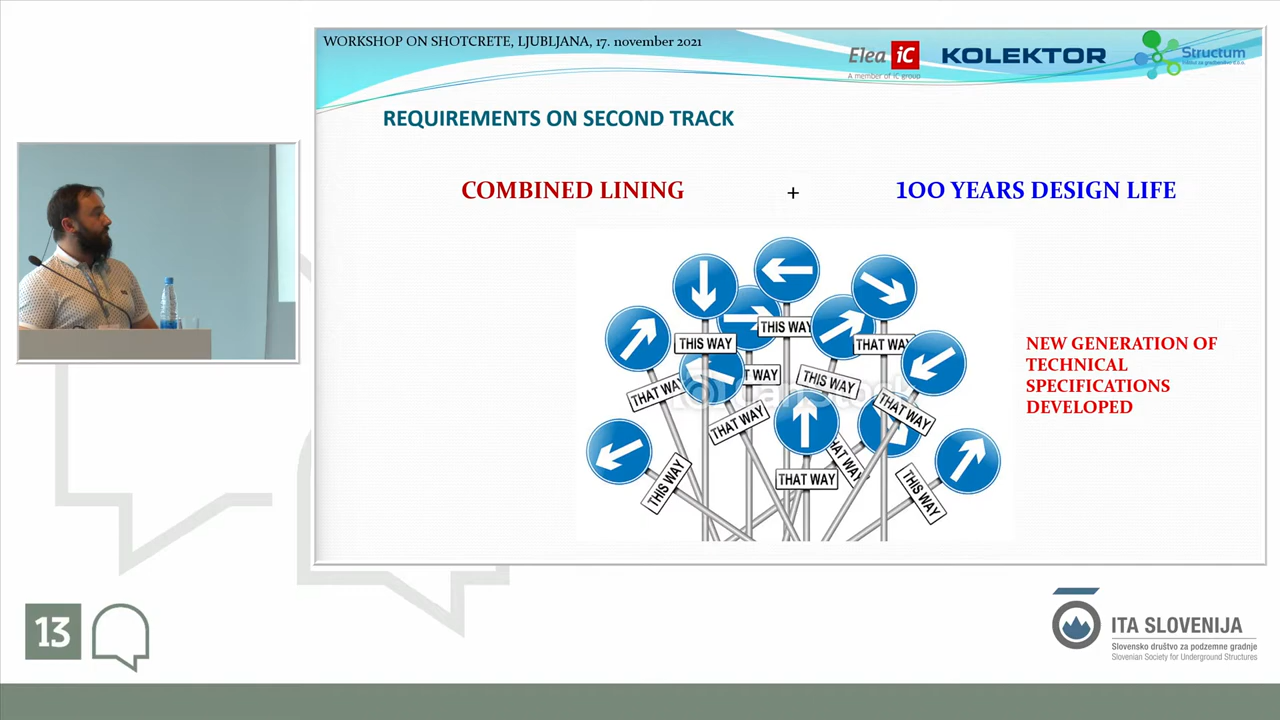 WORKSHOP ON SHOTCRETE, LJUBLJANA, 17. november 2021
Elea iC
A member of iC group
KOLEKTOR
Structum
REQUIREMENTS ON SECOND TRACK
COMBINED LINING + 100 YEARS DESIGN LIFE
THIS WAY
THIS WAY
THAT WAY
THAT WAY
THIS WAY
THAT WAY
THAT WAY
THAT WAY
THIS WAY
THAT WAY
THIS WAY
NEW GENERATION OF
TECHNICAL
SPECIFICATIONS
DEVELOPED
13
ITA SLOVENIJA
Slovensko društvo za podzemne gradnje
Slovenian Society for Underground Structures